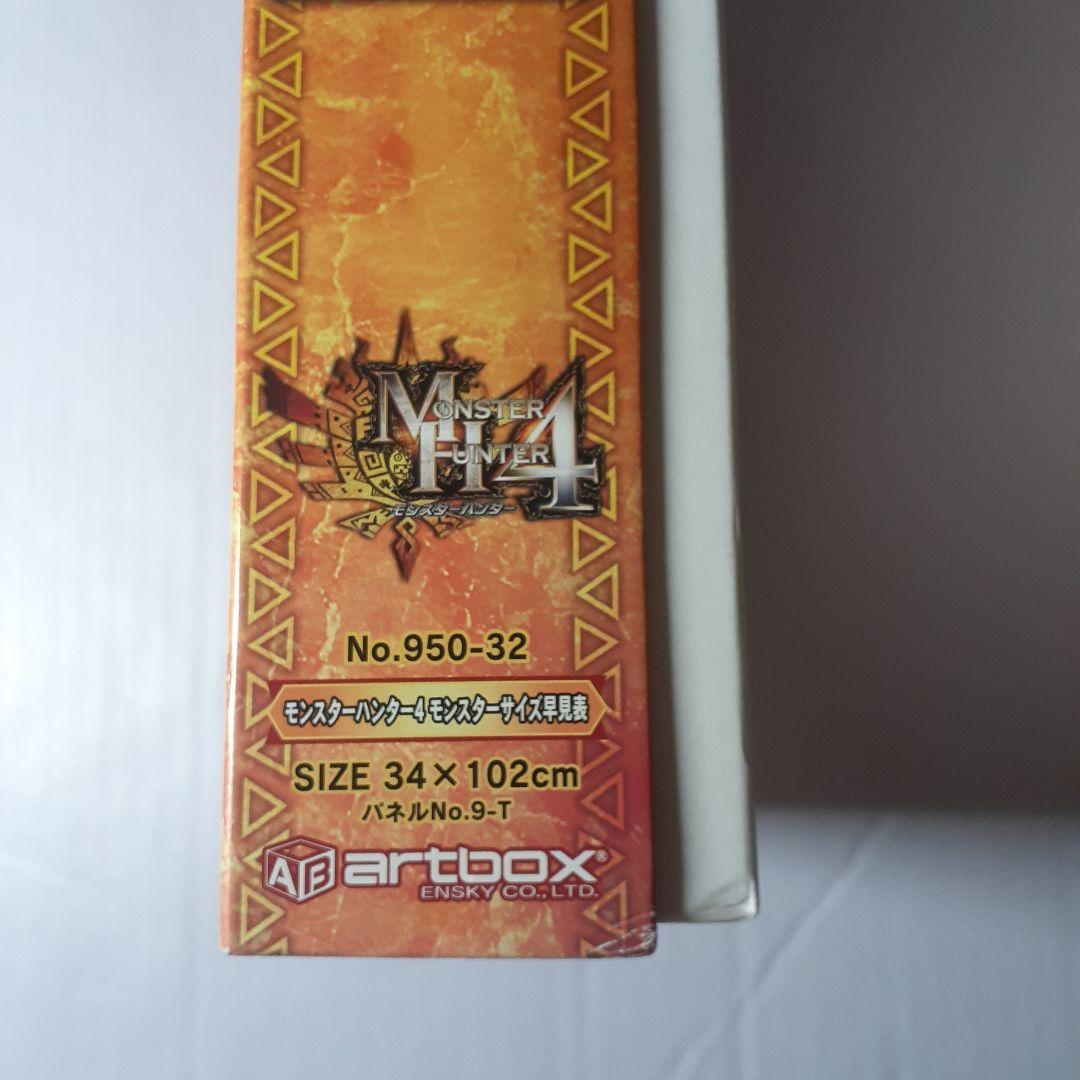 MONSTER
HUNTER 4
モンスターハンター
No.950-32
モンスターハンター4 モンスターサイズ早見表
SIZE 34×102cm
パネルNo.9-T
AB artbox®
ENSKY CO., LTD.